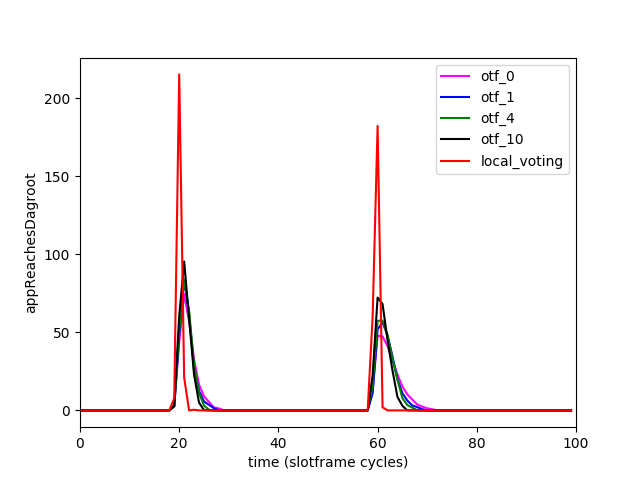 200
150
100
50
0
appReachesDagroot
0
20
40
60
80
100
time (slotframe cycles)
otf_0
otf_1
otf_4
otf_10
local_voting